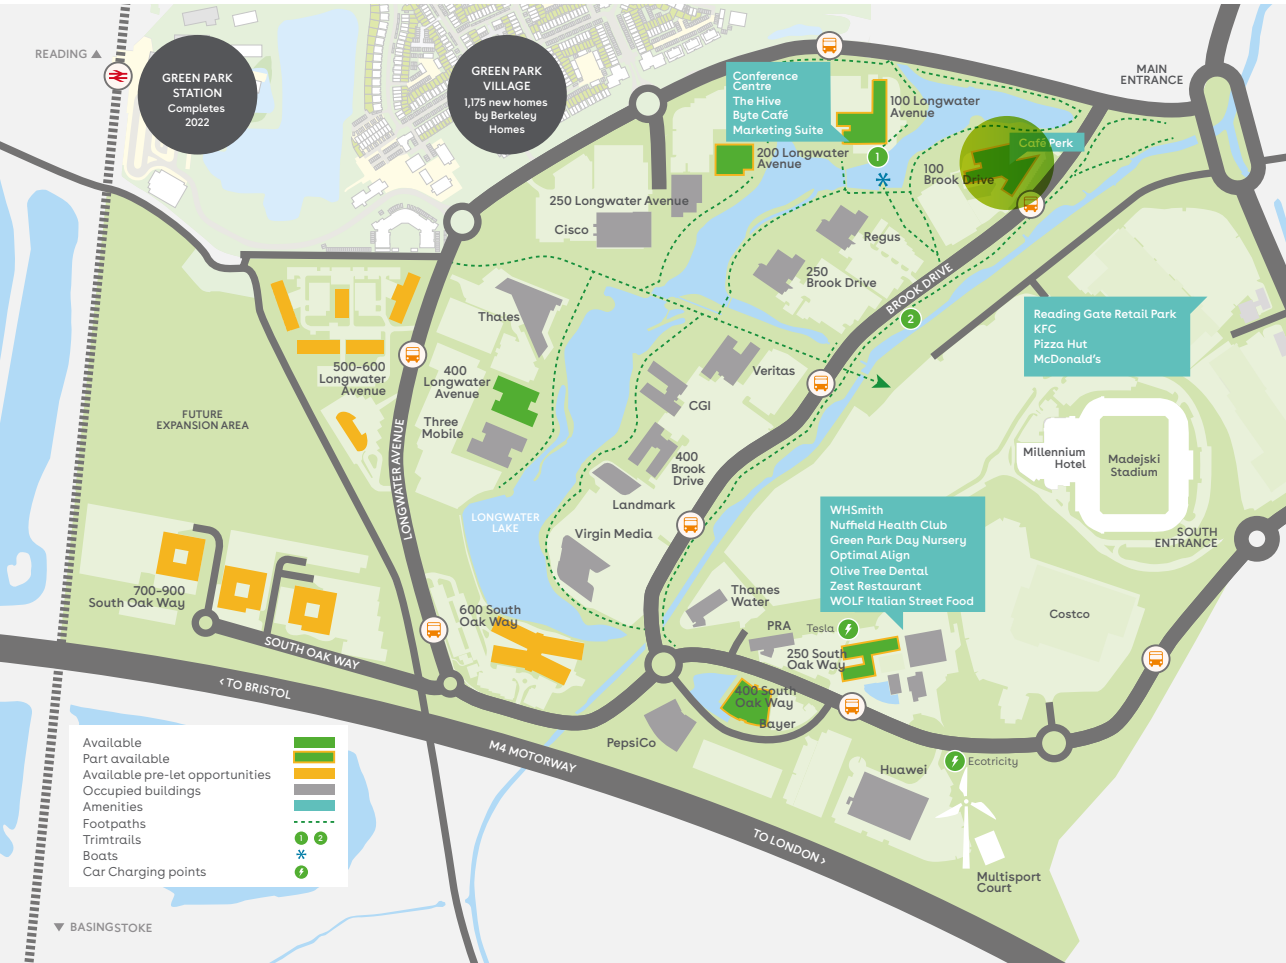 READING
GREEN PARK
STATION
Completes
2022
GREEN PARK
VILLAGE
1,175 new homes
by Berkeley
Homes
MAIN
ENTRANCE
Conference
Centre
The Hive
Byte Café
Marketing Suite
100 Longwater
Avenue
1
200 Longwater
Avenue
Café Perk
100
Brook Drive
250 Longwater Avenue
Cisco
Regus
250
Brook Drive
BROOK DRIVE
2
Reading Gate Retail Park
KFC
Pizza Hut
McDonald's
Thales
500-600
Longwater
Avenue
400
Longwater
Avenue
Three
Mobile
Veritas
CGI
FUTURE
EXPANSION AREA
LONGWATER AVENUE
400
Brook
Drive
Landmark
Millennium
Hotel
Madejski
Stadium
LONGWATER
LAKE
Virgin Media
WHSmith
Nuffield Health Club
Green Park Day Nursery
Optimal Align
Olive Tree Dental
Zest Restaurant
WOLF Italian Street Food
SOUTH
ENTRANCE
700-900
South Oak Way
600 South
Oak Way
Thames
Water
PRA
Tesla
Costco
250 South
Oak Way
SOUTH OAK WAY
‹ TO BRISTOL
400 South
Oak Way
Bayer
PepsiCo
M4 MOTORWAY
Huawei
Ecotricity
TO LONDON ›
Multisport
Court
Available
Part available
Available pre-let opportunities
Occupied buildings
Amenities
Footpaths
Trimtrails
1 2
Boats
Car Charging points
BASINGSTOKE